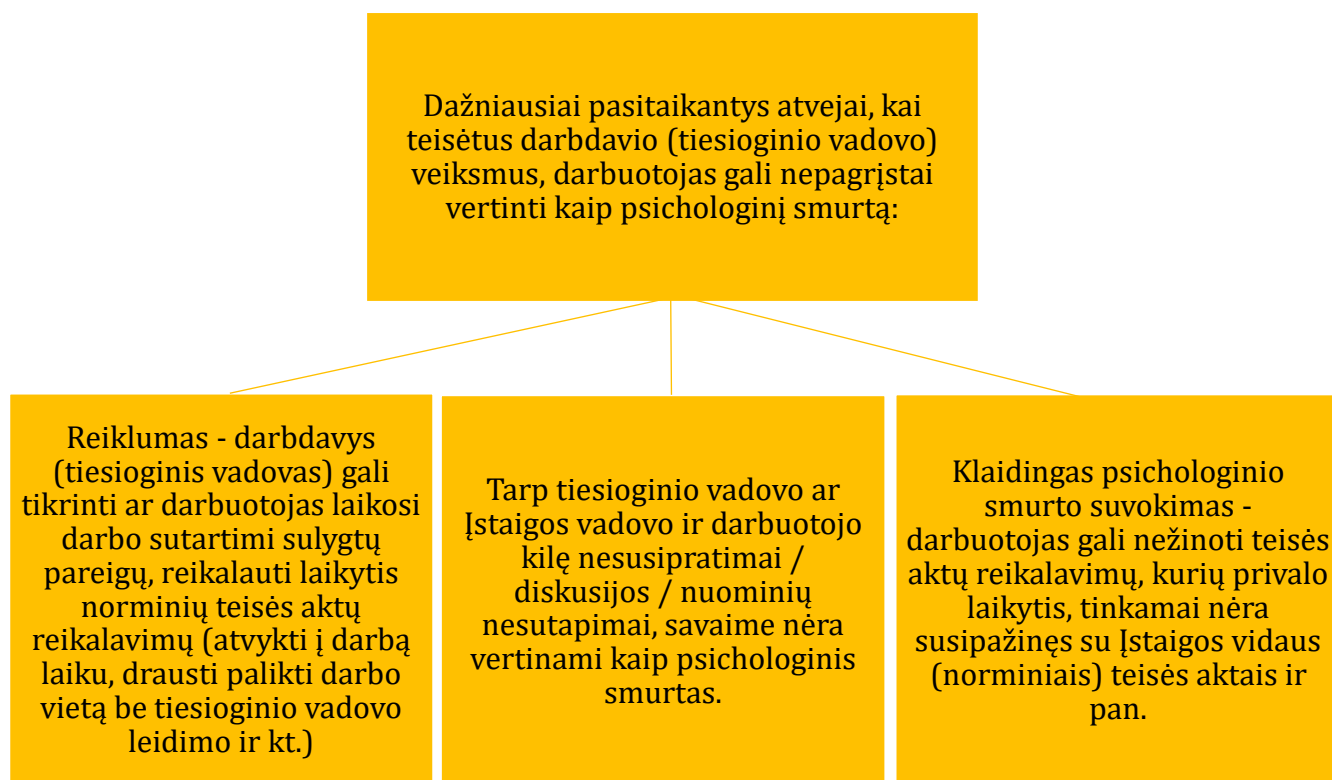 Dažniausiai pasitaikantys atvejai, kai
teisėtus darbdavio (tiesioginio vadovo)
veiksmus, darbuotojas gali nepagrįstai
vertinti kaip psichologinį smurtą:
Reiklumas - darbdavys
(tiesioginis vadovas) gali
tikrinti ar darbuotojas laikosi
darbo sutartimi sulygtų
pareigų, reikalauti laikytis
norminių teisės aktų
reikalavimų (atvykti į darbą
laiku, drausti palikti darbo
vietą be tiesioginio vadovo
leidimo ir kt.)
Tarp tiesioginio vadovo ar
Įstaigos vadovo ir darbuotojo
kilę nesusipratimai /
diskusijos / nuominių
nesutapimai, savaime nėra
vertinami kaip psichologinis
smurtas.
Klaidingas psichologinio
smurto suvokimas -
darbuotojas gali nežinoti teisės
aktų reikalavimų, kurių privalo
laikytis, tinkamai nėra
susipažinęs su Įstaigos vidaus
(norminiais) teisės aktais ir
pan.